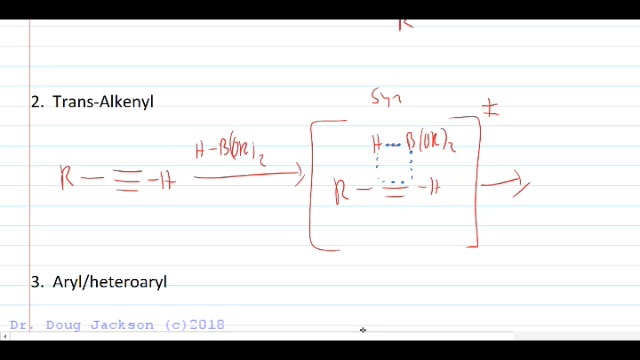 R
2. Trans-Alkenyl
Syn
‡
H-B(OR)2
H B(OR)2
R — ≡ — H
R — = — H
3. Aryl/heteroaryl
Dr. Doug Jackson (c)2018